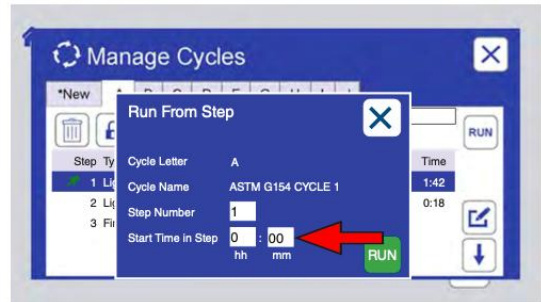 Manage Cycles
*New
Run From Step
RUN
Step
Cycle Letter A
Time
1
Cycle Name ASTM G154 CYCLE 1
1:42
2
Step Number 1
0:18
3
Start Time in Step 0 : 00
hh mm
RUN